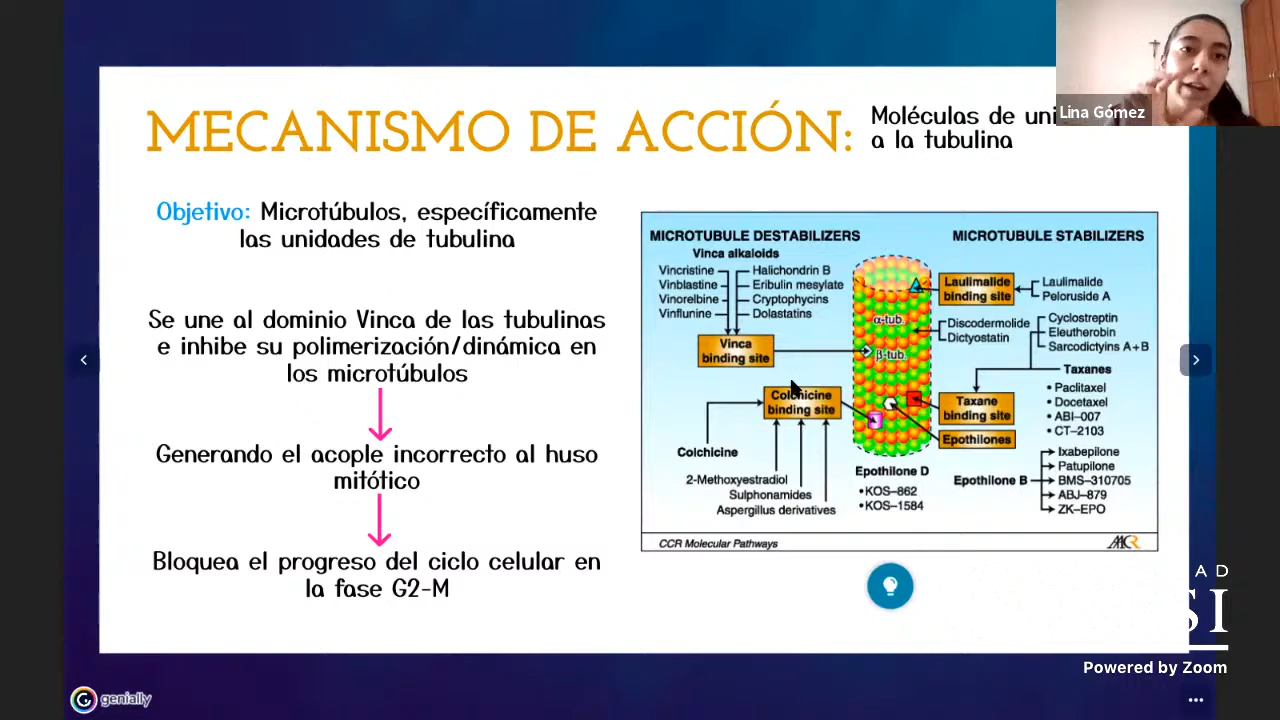 Lina Gómez
MECANISMO DE ACCIÓN:
Moléculas de
a la tubulina
Objetivo: Microtúbulos, específicamente
las unidades de tubulina
Se une al dominio Vinca de las tubulinas
e inhibe su polimerización/dinámica en
los microtúbulos
Generando el acople incorrecto al huso
mitótico
Bloquea el progreso del ciclo celular en
la fase G2-M
MICROTUBULE DESTABILIZERS
Vinca alkaloids
Vincristine
Vinblastine
Vinorelbine
Vinflunine
Halichondrin B
Eribulin mesylate
Cryptophycins
Dolastatins
Vinca
binding site
Colchicine
binding site
Colchicine
2-Methoxyestradiol
Sulphonamides
Aspergillus derivatives
α-tub.
β-tub.
MICROTUBULE STABILIZERS
Laulimalide
binding site
Laulimalide
Peloruside A
Discodermolide
Dictyostatin
Cyclostreptin
Eleutherobin
Sarcodictyins A+B
Taxanes
• Paclitaxel
• Docetaxel
• ABI-007
• CT-2103
Taxane
binding site
Epothilones
Epothilone D
• KOS-862
• KOS-1584
Epothilone B
Ixabepilone
Patupilone
BMS-310705
ABJ-879
ZK-EPO
CCR Molecular Pathways
AACR
AD
SI
Powered by Zoom
genially